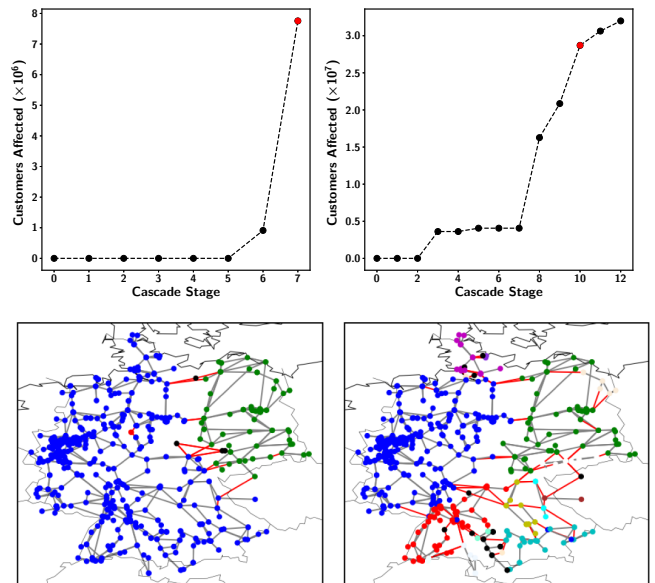 8
7
6
5
4
3
2
1
0
Customers Affected (×10⁶)
0 1 2 3 4 5 6 7
Cascade Stage
3.0
2.5
2.0
1.5
1.0
0.5
0.0
Customers Affected (×10⁷)
0 2 4 6 8 10 12
Cascade Stage